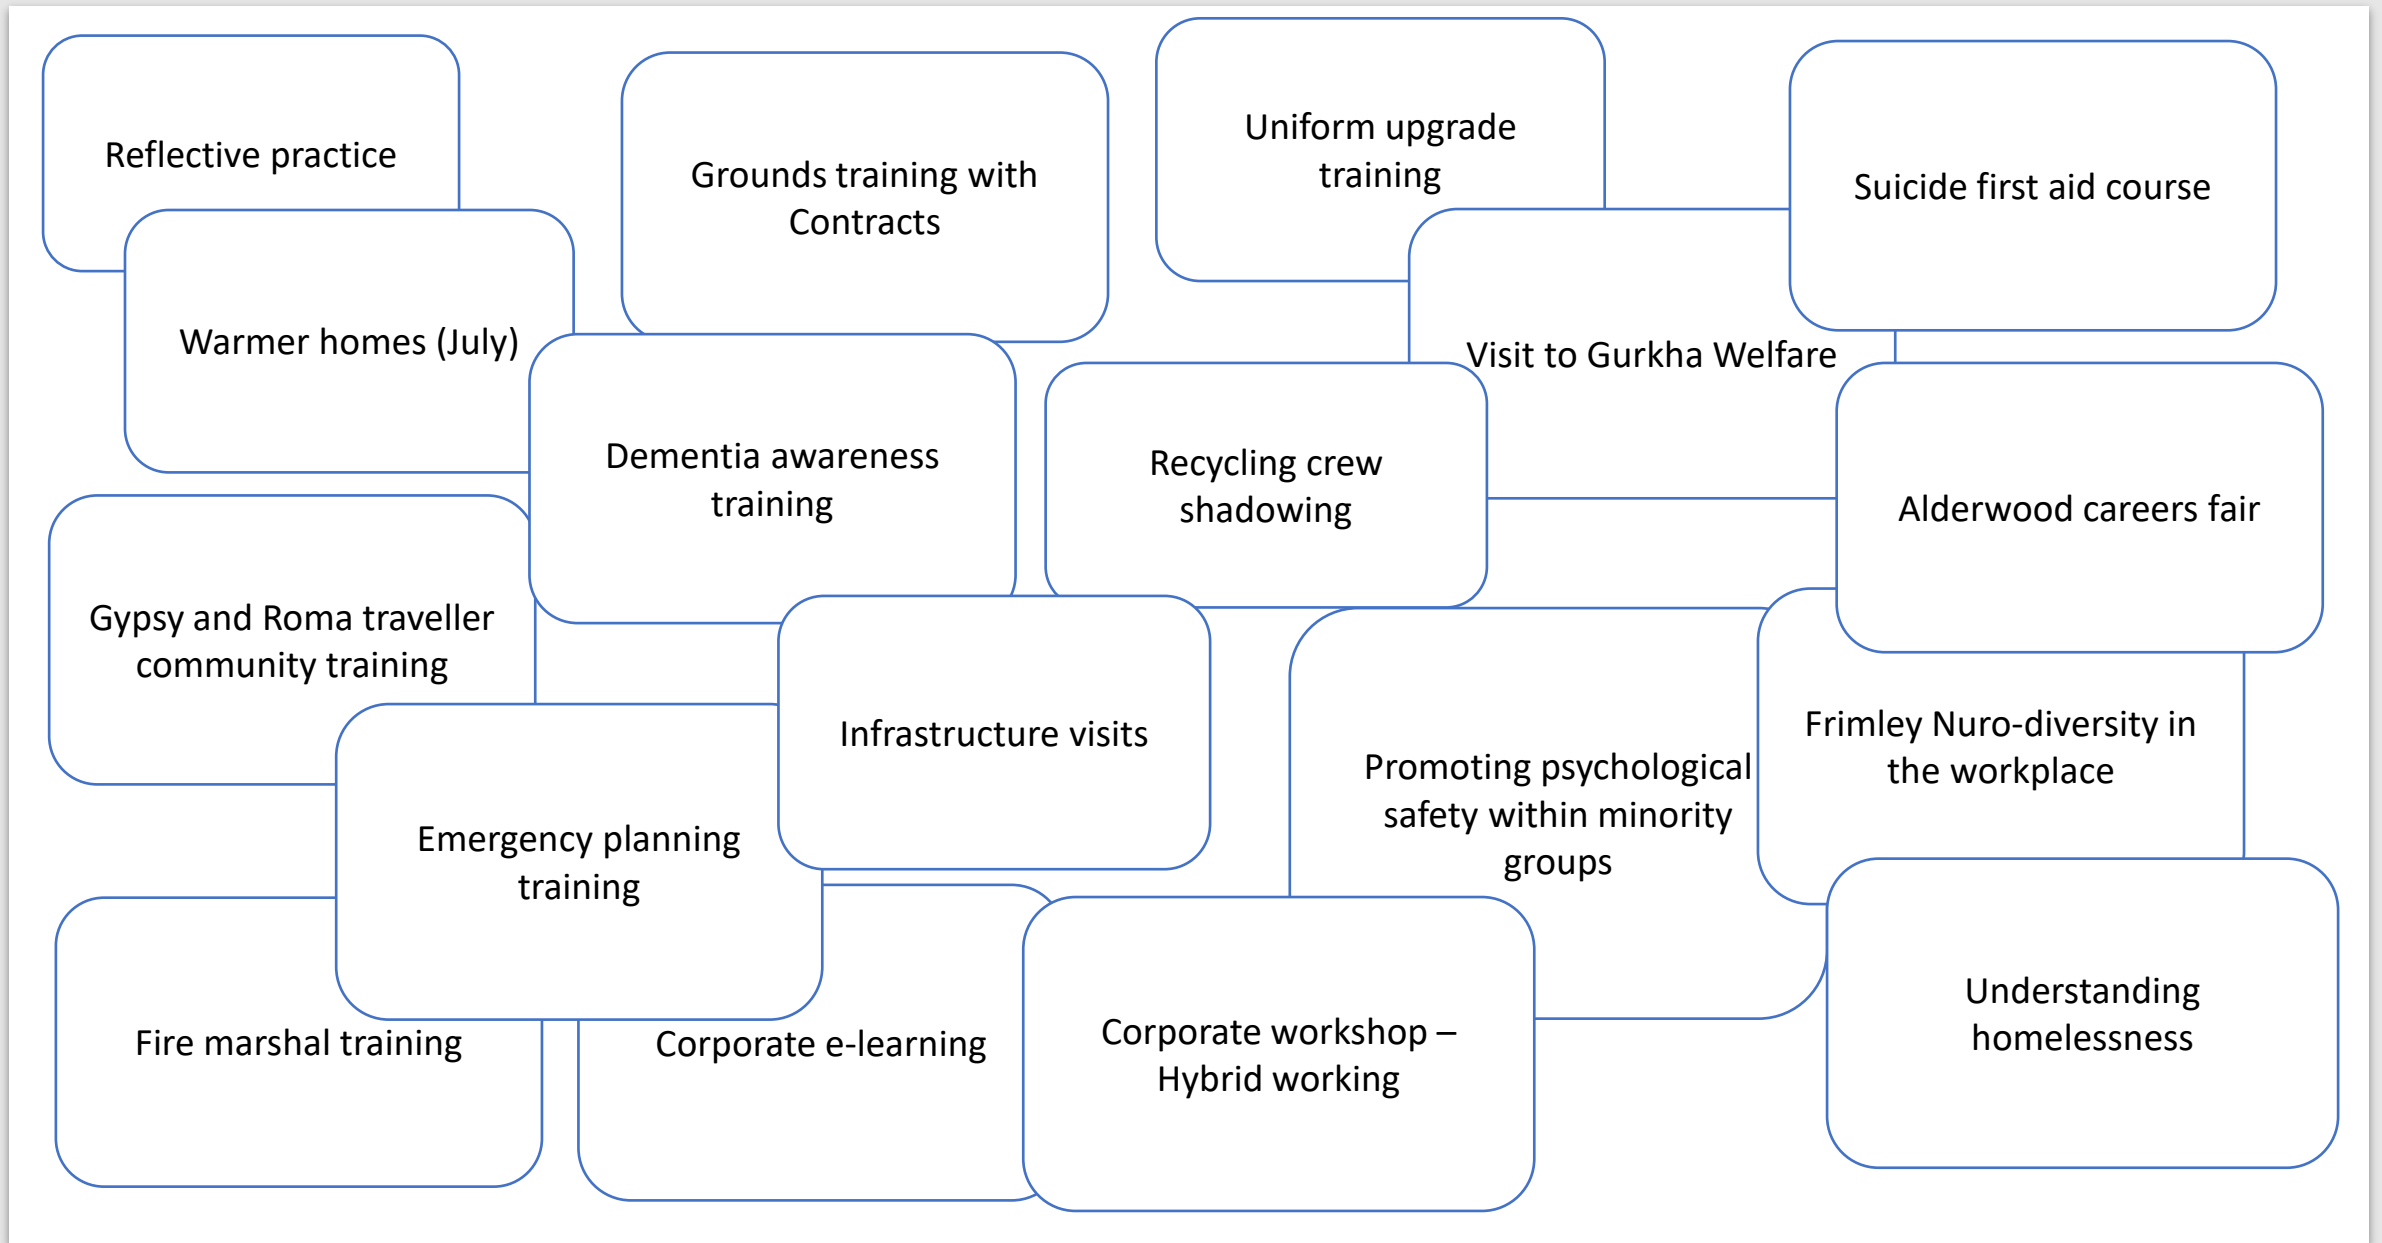 Reflective practice
Grounds training with
Contracts
Uniform upgrade
training
Suicide first aid course
Warmer homes (July)
Visit to Gurkha Welfare
Dementia awareness
training
Recycling crew
shadowing
Alderwood careers fair
Gypsy and Roma traveller
community training
Infrastructure visits
Promoting psychological
safety within minority
groups
Frimley Nuro-diversity in
the workplace
Emergency planning
training
Fire marshal training
Corporate e-learning
Corporate workshop –
Hybrid working
Understanding
homelessness